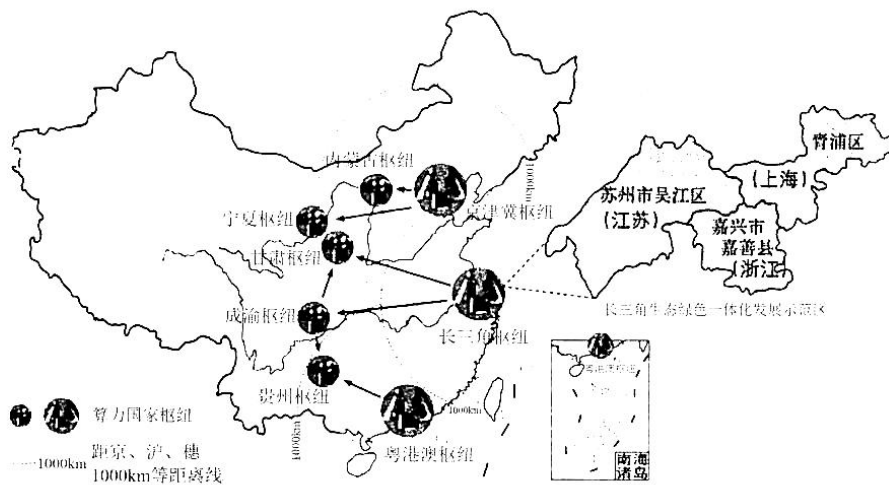 内蒙古枢纽
京津冀枢纽
宁夏枢纽
甘肃枢纽
成渝枢纽
长三角枢纽
贵州枢纽
粤港澳枢纽
1000km
1000km
1000km
青浦区
(上海)
苏州市吴江区
(江苏)
嘉兴市
嘉善县
(浙江)
长三角生态绿色一体化发展示范区
粤港澳枢纽
南海
诸岛
算力国家枢纽
1000km 距京、沪、穗
1000km等距离线